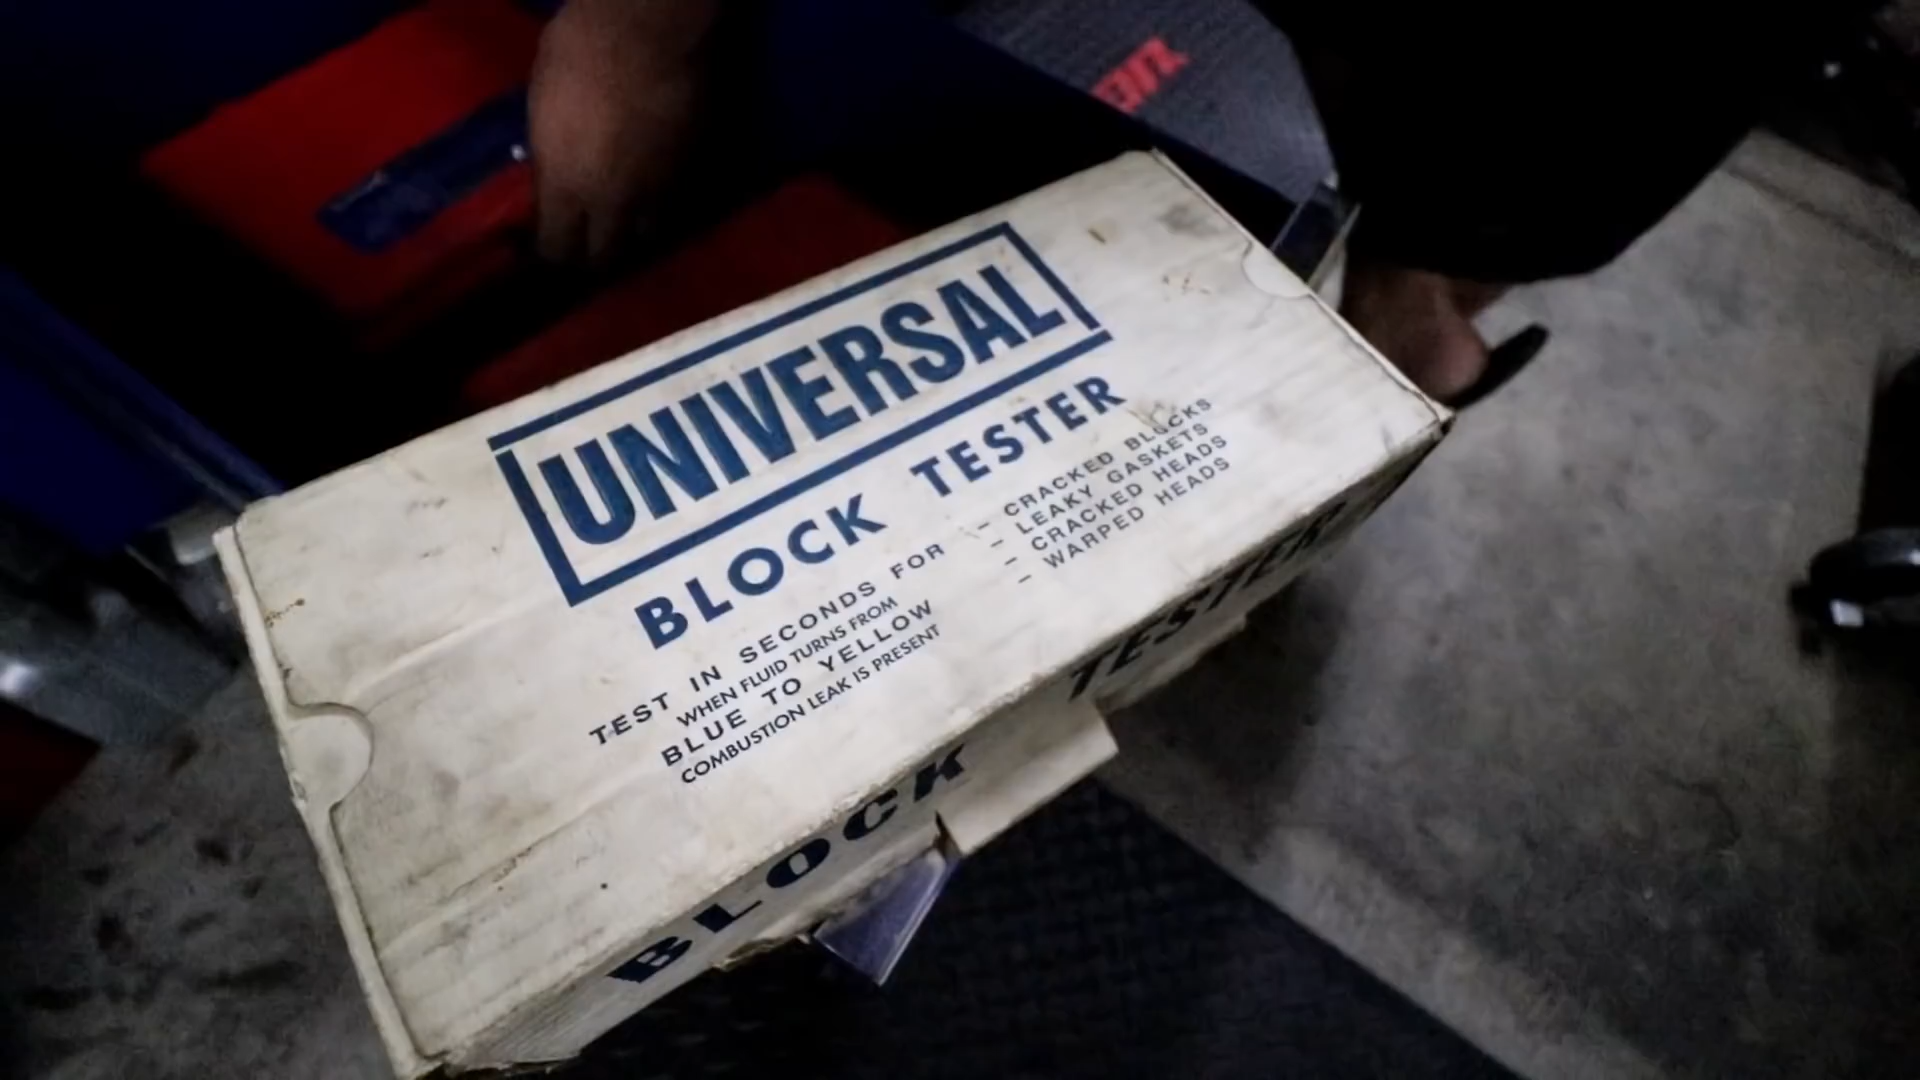 UNIVERSAL
BLOCK TESTER
TEST IN SECONDS FOR
WHEN FLUID TURNS FROM
BLUE TO YELLOW
COMBUSTION LEAK IS PRESENT
- CRACKED BLOCKS
- LEAKY GASKETS
- CRACKED HEADS
- WARPED HEADS
BLOCK TESTER